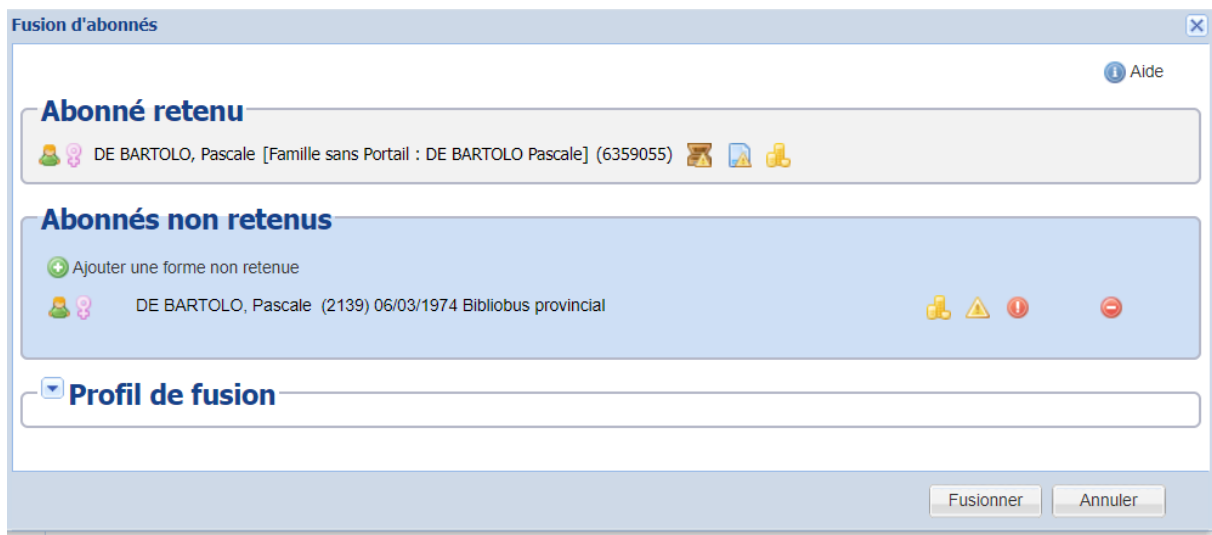 Fusion d'abonnés
Aide
Abonné retenu
DE BARTOLO, Pascale [Famille sans Portail : DE BARTOLO Pascale] (6359055)
Abonnés non retenus
Ajouter une forme non retenue
DE BARTOLO, Pascale (2139) 06/03/1974 Bibliobus provincial
Profil de fusion
Fusionner Annuler